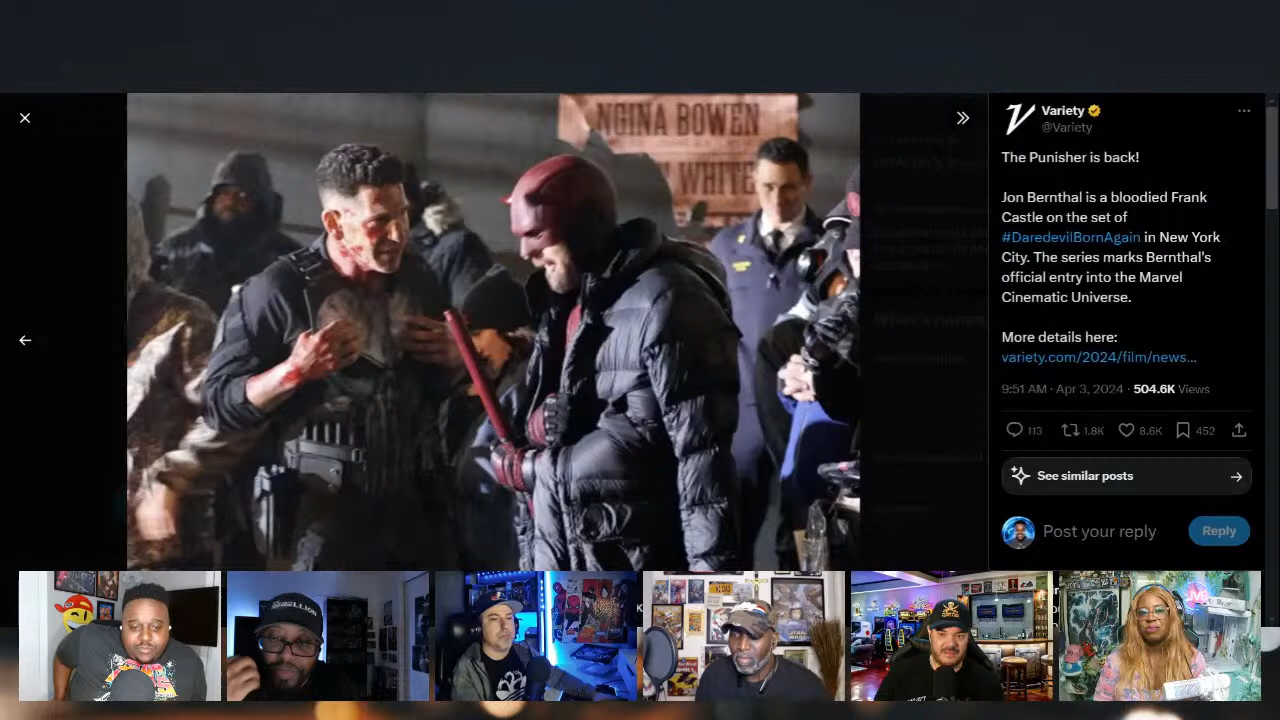 NGINA BOWEN
WHITE
Variety
@Variety
The Punisher is back!
Jon Bernthal is a bloodied Frank
Castle on the set of
#DaredevilBornAgain in New York
City. The series marks Bernthal's
official entry into the Marvel
Cinematic Universe.
More details here:
variety.com/2024/film/news...
9:51 AM · Apr 3, 2024 · 504.6K Views
113 1.8K 8.6K 452
See similar posts
Post your reply
Reply